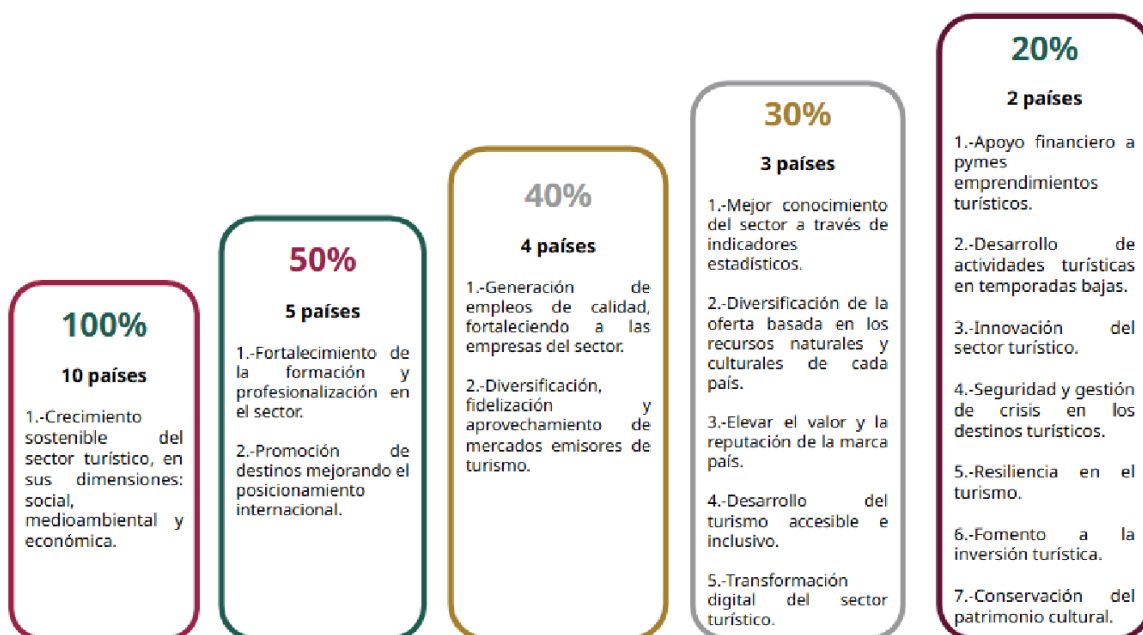 100%
10 países
1.-Crecimiento
sostenible del
sector turístico, en
sus dimensiones:
social,
medioambiental y
económica.
50%
5 países
1.-Fortalecimiento de
la formación y
profesionalización en
el sector.
2.-Promoción de
destinos mejorando el
posicionamiento
internacional.
40%
4 países
1.-Generación de
empleos de calidad,
fortaleciendo a las
empresas del sector.
2.-Diversificación,
fidelización y
aprovechamiento de
mercados emisores de
turismo.
30%
3 países
1.-Mejor conocimiento
del sector a través de
indicadores
estadísticos.
2.-Diversificación de la
oferta basada en los
recursos naturales y
culturales de cada
país.
3.-Elevar el valor y la
reputación de la marca
país.
4.-Desarrollo del
turismo accesible e
inclusivo.
5.-Transformación
digital del sector
turístico.
20%
2 países
1.-Apoyo financiero a
pymes
emprendimientos
turísticos.
2.-Desarrollo de
actividades turísticas
en temporadas bajas.
3.-Innovación del
sector turístico.
4.-Seguridad y gestión
de crisis en los
destinos turísticos.
5.-Resiliencia en el
turismo.
6.-Fomento a la
inversión turística.
7.-Conservación del
patrimonio cultural.